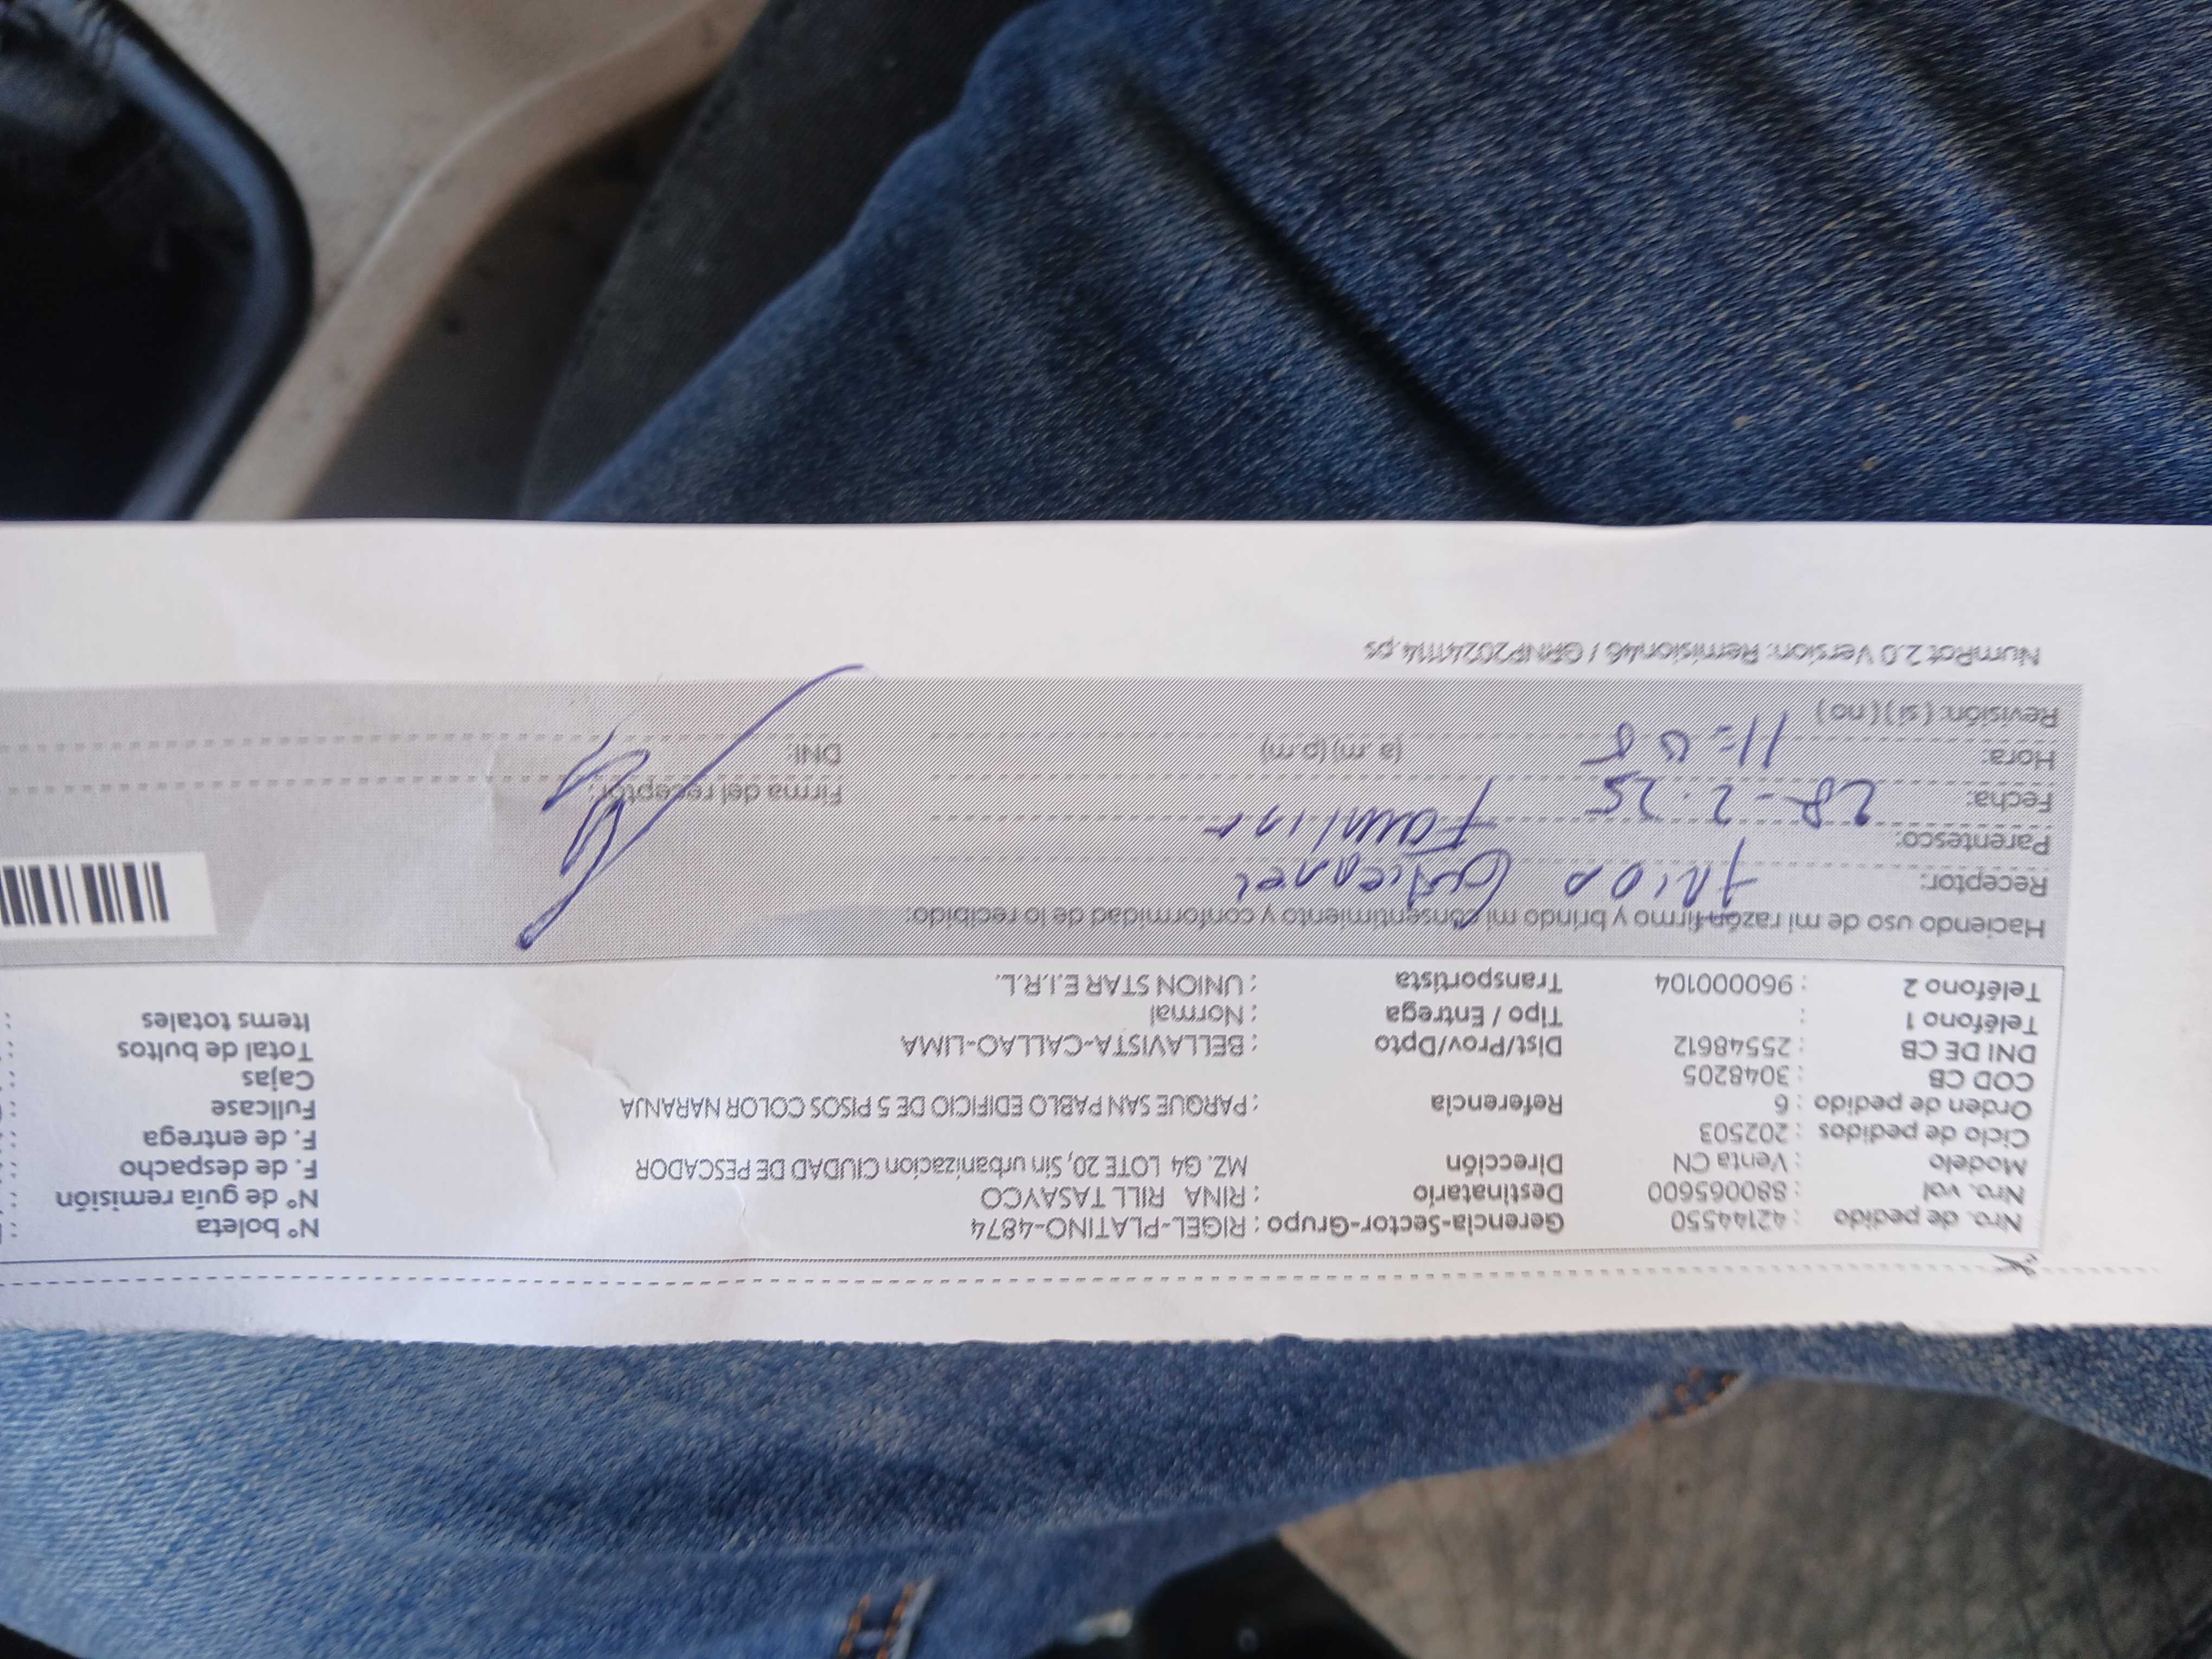 Nro. de pedido : 42144550 Gerencia-Sector-Grupo : RIGEL-PLATINO-4874 N° boleta :
Nro. vol : 880065600 Destinatario : RINA RILL TASAYCO N° de guia remisión :
Modelo : Venta CN Dirección MZ. G4 LOTE 20, Sin urbanizacion CIUDAD DE PESCADOR F. de despacho :
Ciclo de pedidos : 202503 F. de entrega :
Orden de pedido : 6 Referencia : PARQUE SAN PABLO EDIFICIO DE 5 PISOS COLOR NARANJA Fullcase :
COD CB : 3048205 Cajas :
DNI DE CB : 25548612 Dist/Prov/Dpto : BELLAVISTA-CALLAO-LIMA Total de bultos :
Teléfono 1 : Tipo / Entrega : Normal Items totales :
Teléfono 2 : 960000104 Transportista : UNION STAR E.I.R.L.
Haciendo uso de mi razón firmo y brindo mi consentimiento y conformidad de lo recibido:
Receptor:
Parentesco: Familiar
Fecha: 28-2-25 Firma del receptor:
Hora: 11=08 (a. m) (p.m) DNI:
Revisión: ( si ) ( no )
NumRot 2.0 Version: Remision46 / GRNP20241114.ps